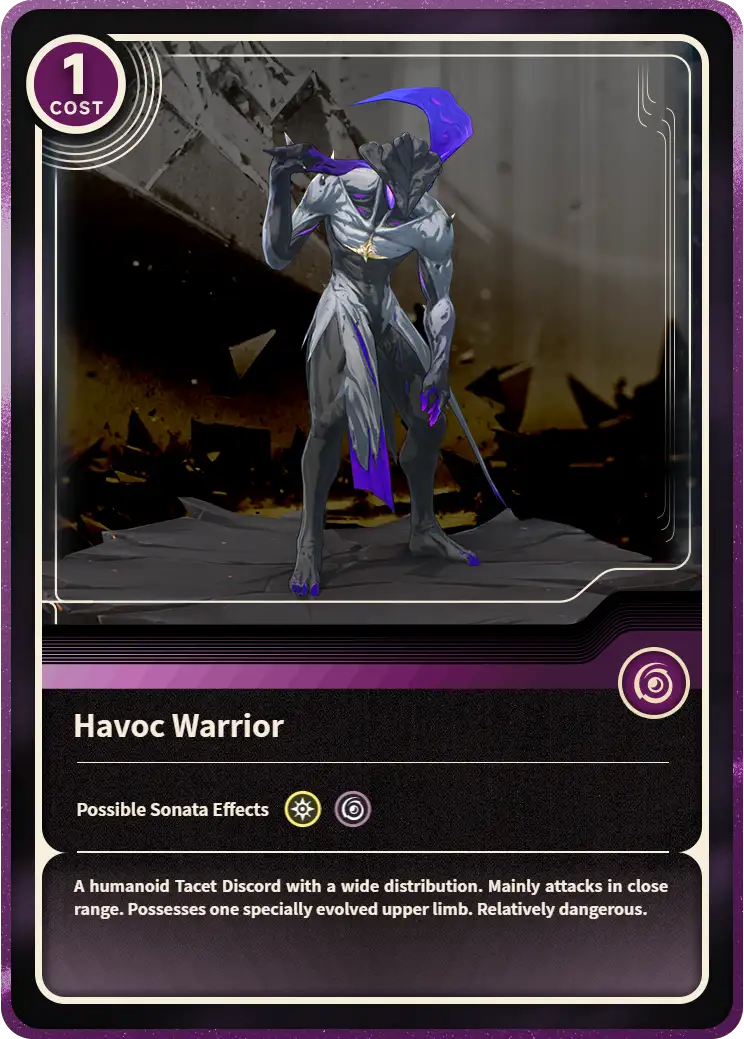 1
COST
Havoc Warrior
Possible Sonata Effects
A humanoid Tacet Discord with a wide distribution. Mainly attacks in close
range. Possesses one specially evolved upper limb. Relatively dangerous.